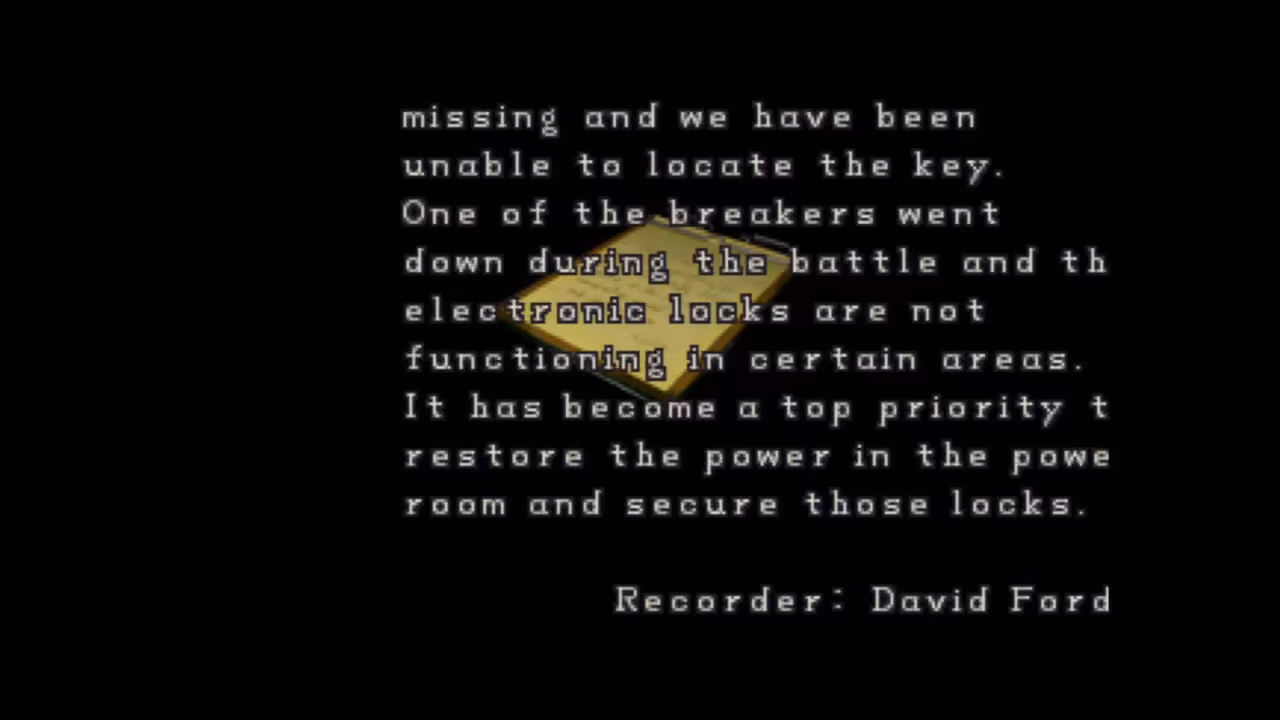 missing and we have been
unable to locate the key.
One of the breakers went
down during the battle and th
electronic locks are not
functioning in certain areas.
It has become a top priority t
restore the power in the powe
room and secure those locks.
Recorder: David Ford